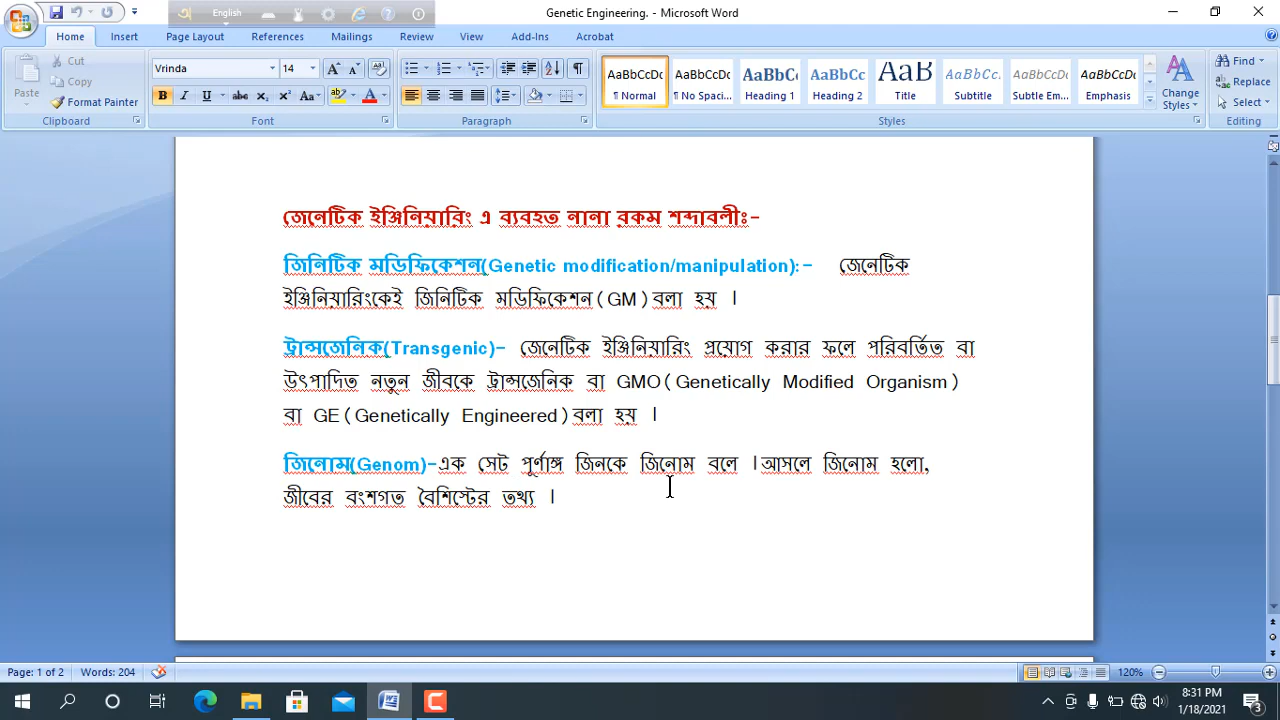 Genetic Engineering. - Microsoft Word
English
Home Insert Page Layout References Mailings Review View Add-Ins Acrobat
Cut
Copy
Paste
Format Painter
Clipboard
Vrinda 14
Font
Paragraph
AaBbCcDc AaBbCcDc AaBbCc AaBbCc AaB AaBbCc. AaBbCcDc AaBbCcDc
¶ Normal ¶ No Spaci... Heading 1 Heading 2 Title Subtitle Subtle Em... Emphasis
Change Styles
Styles
Find
Replace
Select
Editing
জেনেটিক ইঞ্জিনিয়ারিং এ ব্যবহত নানা রকম শব্দাবলীঃ-
জিনিটিক মডিফিকেশন(Genetic modification/manipulation):- জেনেটিক
ইঞ্জিনিয়ারিংকেই জিনিটিক মডিফিকেশন(GM)বলা হয় ।
ট্রান্সজেনিক(Transgenic)- জেনেটিক ইঞ্জিনিয়ারিং প্রয়োগ করার ফলে পরিবর্তিত বা
উৎপাদিত নতুন জীবকে ট্রান্সজেনিক বা GMO(Genetically Modified Organism)
বা GE(Genetically Engineered)বলা হয় ।
জিনোম(Genom)-এক সেট পূর্ণাঙ্গ জিনকে জিনোম বলে ।আসলে জিনোম হলো,
জীবের বংশগত বৈশিস্টের তথ্য ।
Page: 1 of 2 Words: 204 120%
8:31 PM
1/18/2021
3